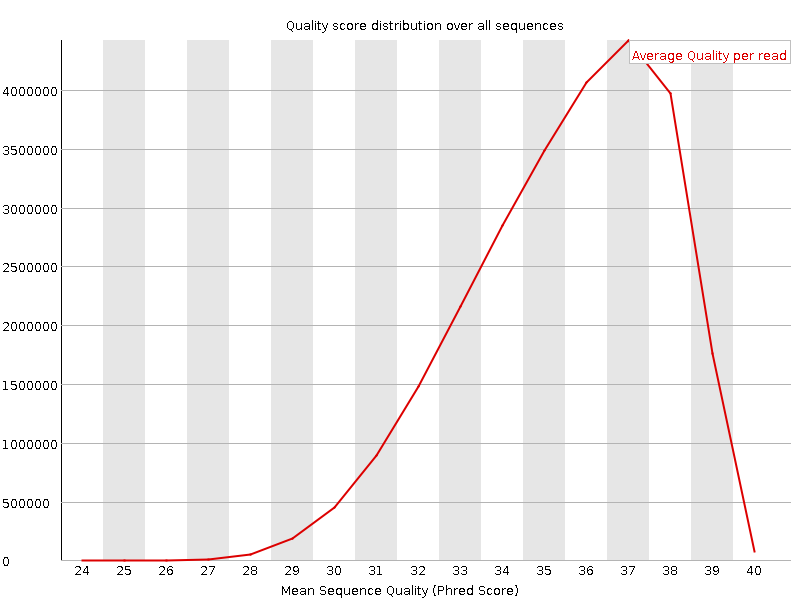 Quality score distribution over all sequences
Average Quality per read
4000000
3500000
3000000
2500000
2000000
1500000
1000000
500000
0
24 25 26 27 28 29 30 31 32 33 34 35 36 37 38 39 40
Mean Sequence Quality (Phred Score)